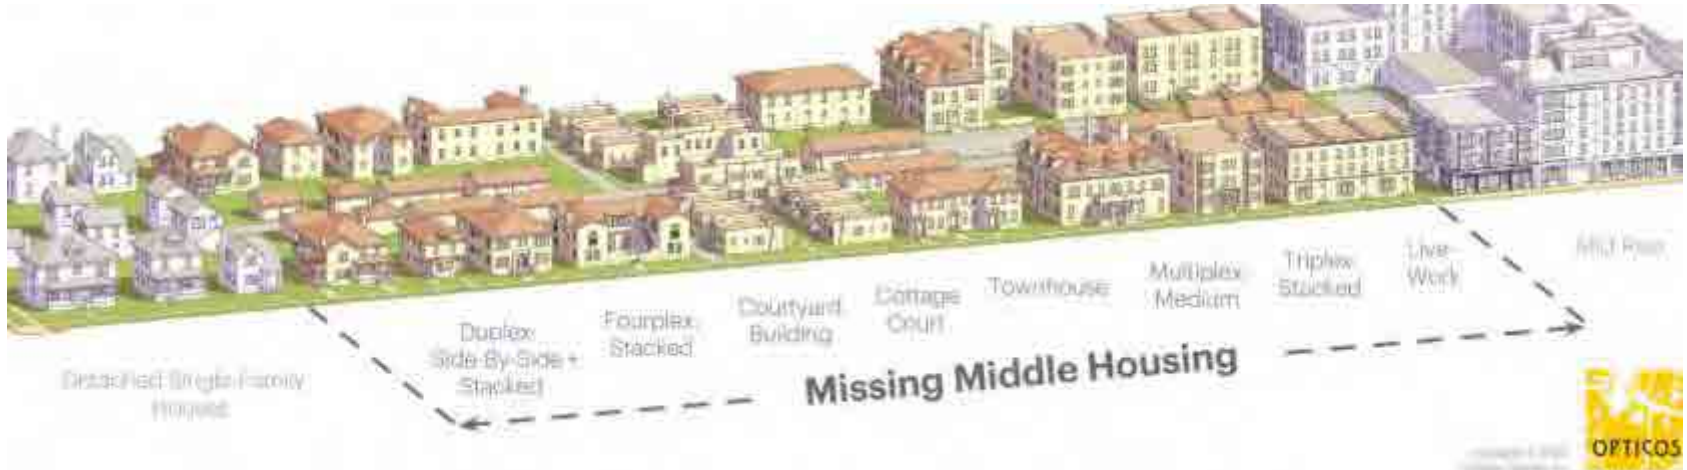 Detached Single-Family
Houses
Duplex:
Side-By-Side +
Stacked
Fourplex:
Stacked
Courtyard
Building
Cottage
Court
Townhouse
Multiplex:
Medium
Triplex:
Stacked
Live-
Work
Mid-Rise
Missing Middle Housing
OPTICOS